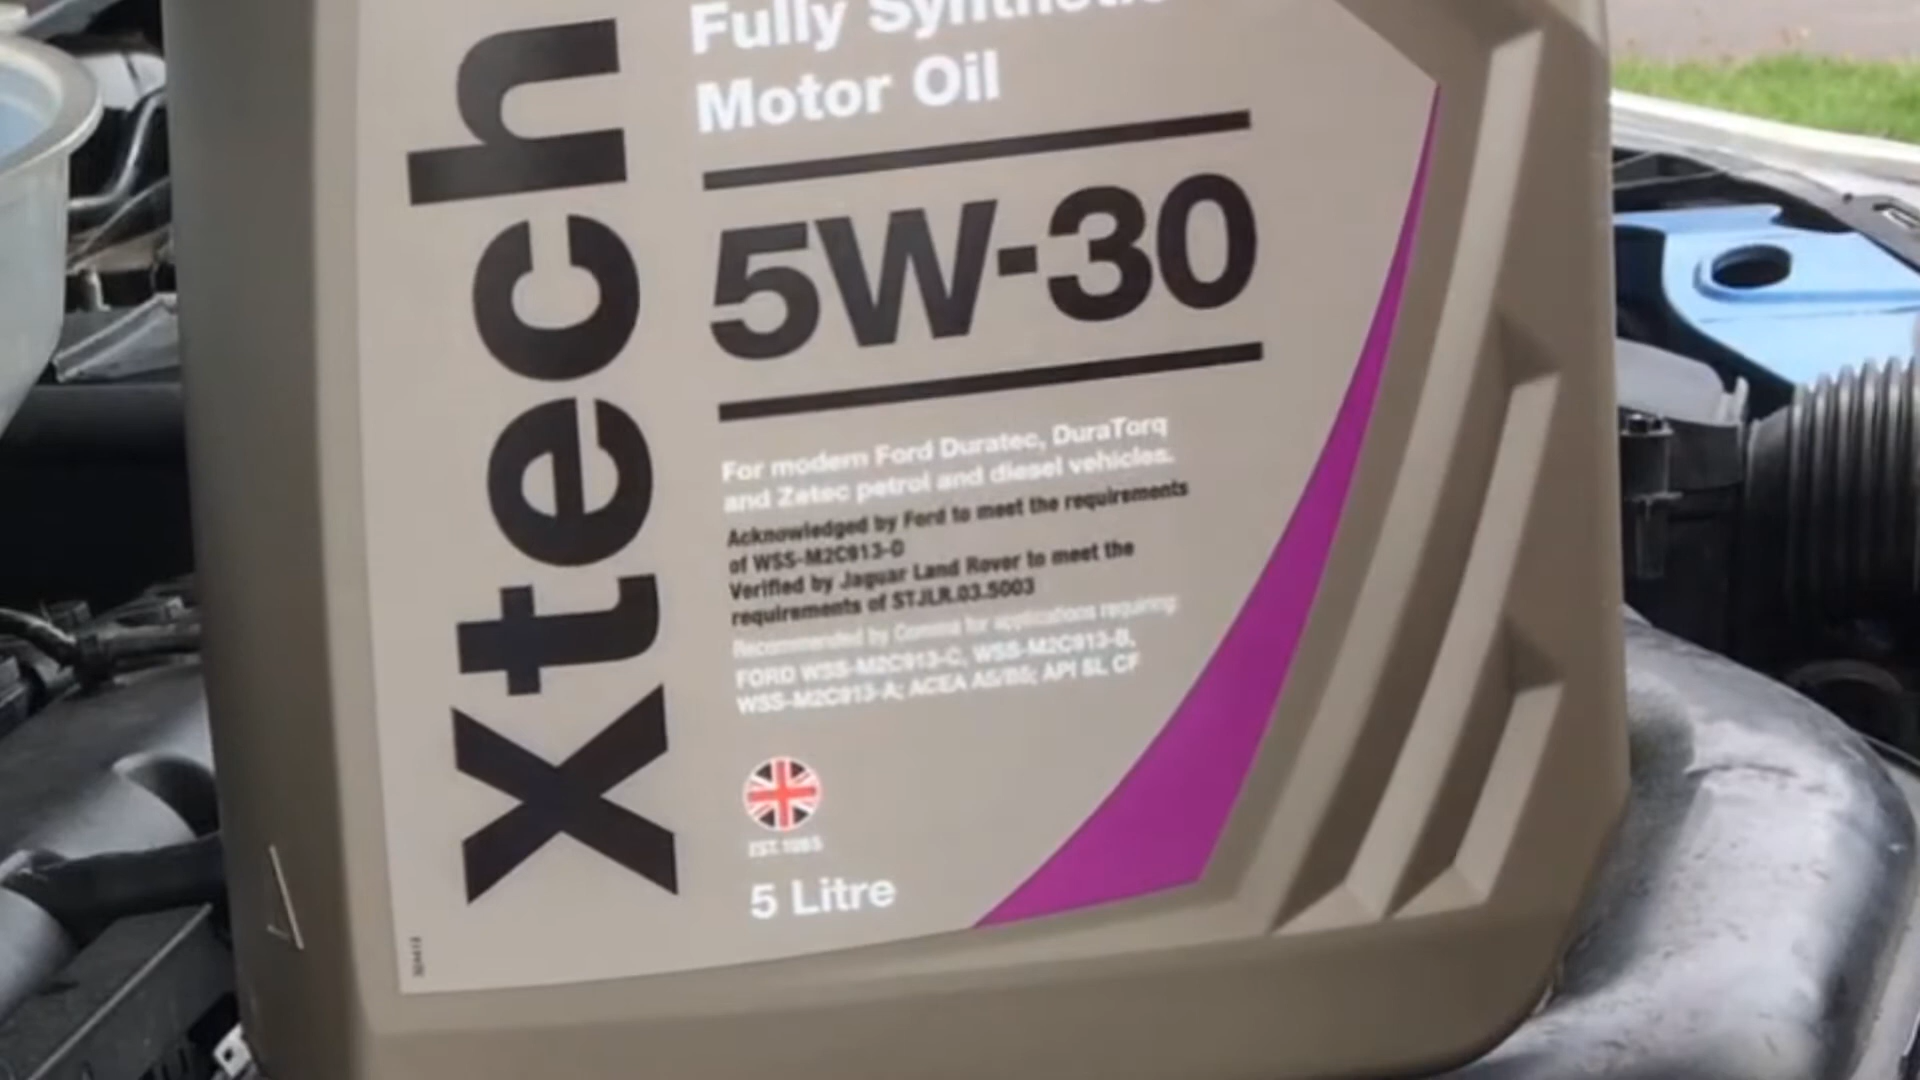 xtech
Fully Synthetic
Motor Oil
5W-30
For modern Ford Duratec, DuraTorq
and Zetec petrol and diesel vehicles.
Acknowledged by Ford to meet the requirements
of WSS-M2C913-D
Verified by Jaguar Land Rover to meet the
requirements of STJLR.03.5003
Recommended by Comma for applications requiring:
FORD WSS-M2C913-C, WSS-M2C913-B,
WSS-M2C913-A; ACEA A5/B5; API SL CF
EST. 1965
5 Litre